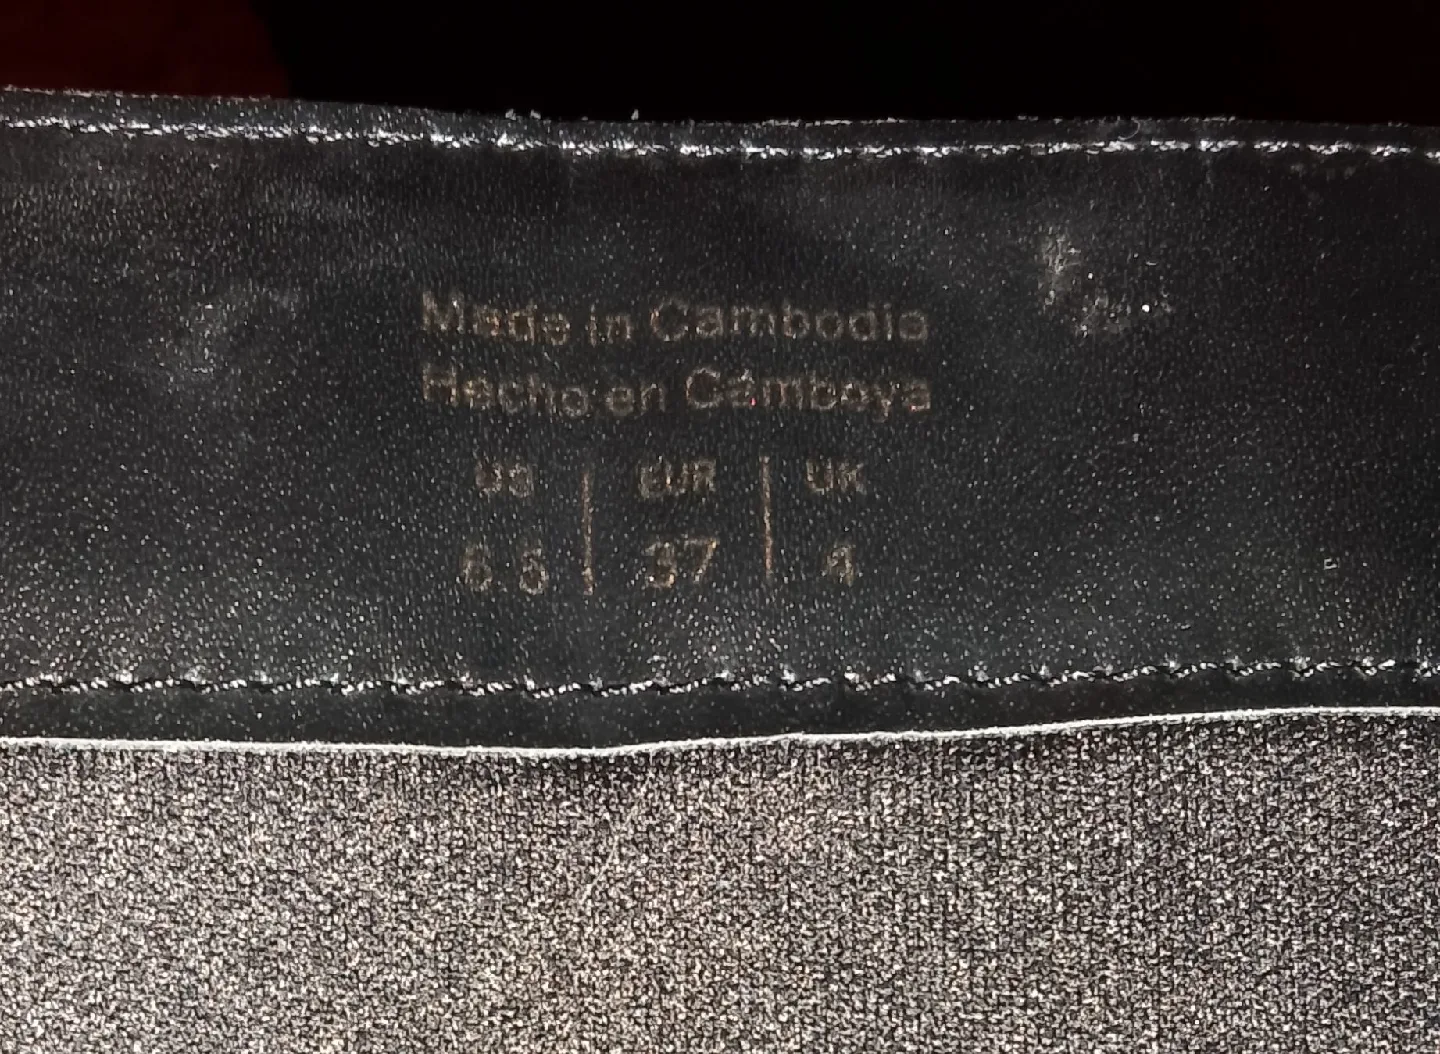 Made in Cambodia
Hecho en Camboya
US | EUR | UK
6.5 | 37 | 4